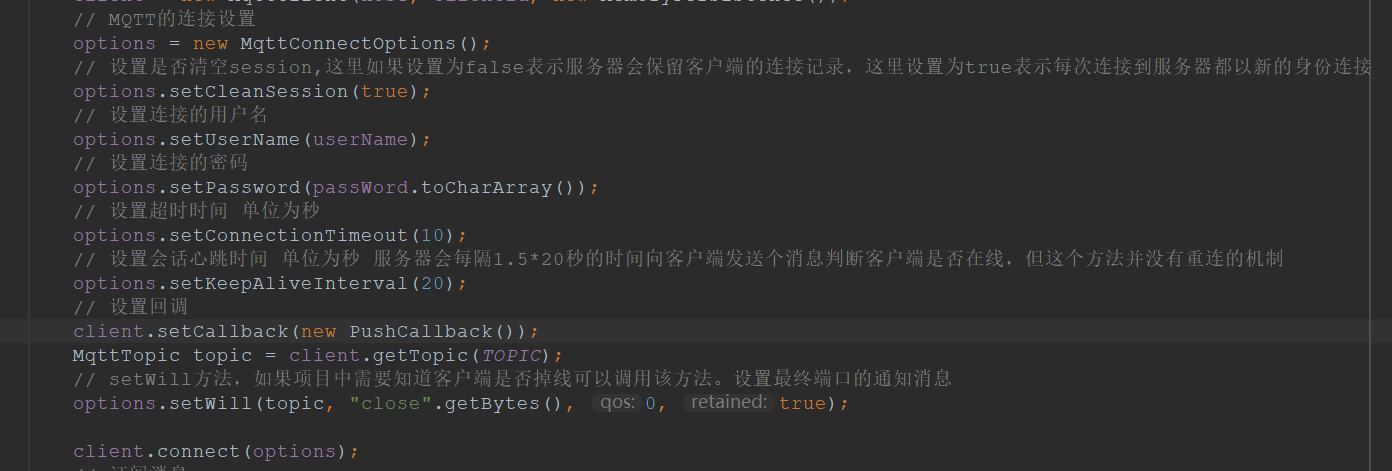 // MQTT的连接设置
options = new MqttConnectOptions();
// 设置是否清空session,这里如果设置为false表示服务器会保留客户端的连接记录，这里设置为true表示每次连接到服务器都以新的身份连接
options.setCleanSession(true);
// 设置连接的用户名
options.setUserName(userName);
// 设置连接的密码
options.setPassword(passWord.toCharArray());
// 设置超时时间 单位为秒
options.setConnectionTimeout(10);
// 设置会话心跳时间 单位为秒 服务器会每隔1.5*20秒的时间向客户端发送个消息判断客户端是否在线，但这个方法并没有重连的机制
options.setKeepAliveInterval(20);
// 设置回调
client.setCallback(new PushCallback());
MqttTopic topic = client.getTopic(TOPIC);
// setWill方法，如果项目中需要知道客户端是否掉线可以调用该方法。设置最终端口的通知消息
options.setWill(topic, "close".getBytes(), qos: 0, retained: true);
client.connect(options);